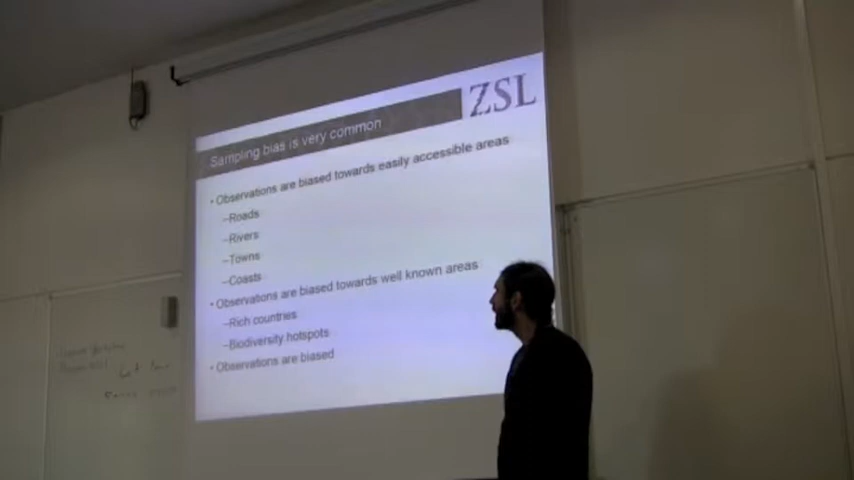 ZSL
Sampling bias is very common
• Observations are biased towards easily accessible areas
–Roads
–Rivers
–Towns
–Coasts
• Observations are biased towards well known areas
–Rich countries
–Biodiversity hotspots
• Observations are biased